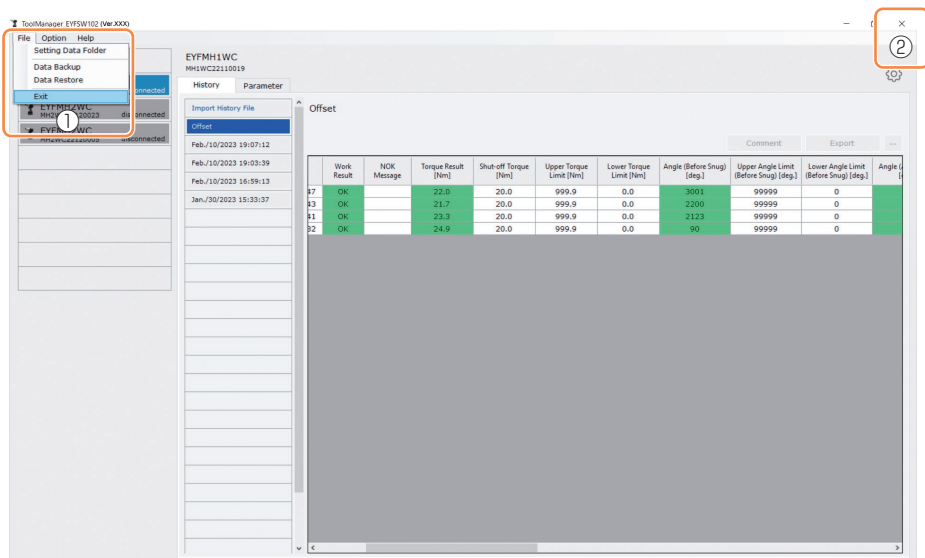 ToolManager EYFSW102 (Ver.XXX)
File Option Help
Setting Data Folder
Data Backup
Data Restore
Exit
①
②
disconnected
disconnected
EYFMH1WC
MH1WC22110019
History Parameter
Import History File
Offset
Feb./10/2023 19:07:12
Feb./10/2023 19:03:39
Feb./10/2023 16:59:13
Jan./30/2023 15:33:37
Offset
Comment Export ...
Work Result NOK Message Torque Result [Nm] Shut-off Torque [Nm] Upper Torque Limit [Nm] Lower Torque Limit [Nm] Angle (Before Snug) [deg.] Upper Angle Limit (Before Snug) [deg.] Lower Angle Limit (Before Snug) [deg.] Angle
47 OK 22.0 20.0 999.9 0.0 3001 99999 0
43 OK 21.7 20.0 999.9 0.0 2200 99999 0
41 OK 23.3 20.0 999.9 0.0 2123 99999 0
32 OK 24.9 20.0 999.9 0.0 90 99999 0